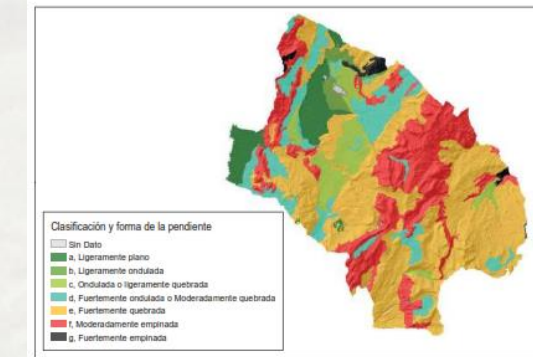 Clasificación y forma de la pendiente
Sin Dato
a, Ligeramente plano
b, Ligeramente ondulada
c, Ondulada o ligeramente quebrada
d, Fuertemente ondulada o Moderadamente quebrada
e, Fuertemente quebrada
f, Moderadamente empinada
g, Fuertemente empinada